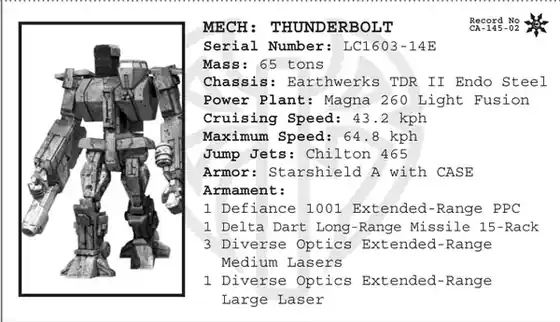 MECH: THUNDERBOLT
Record No
CA-145-02
Serial Number: LC1603-14E
Mass: 65 tons
Chassis: Earthwerks TDR II Endo Steel
Power Plant: Magna 260 Light Fusion
Cruising Speed: 43.2 kph
Maximum Speed: 64.8 kph
Jump Jets: Chilton 465
Armor: Starshield A with CASE
Armament:
1 Defiance 1001 Extended-Range PPC
1 Delta Dart Long-Range Missile 15-Rack
3 Diverse Optics Extended-Range
Medium Lasers
1 Diverse Optics Extended-Range
Large Laser